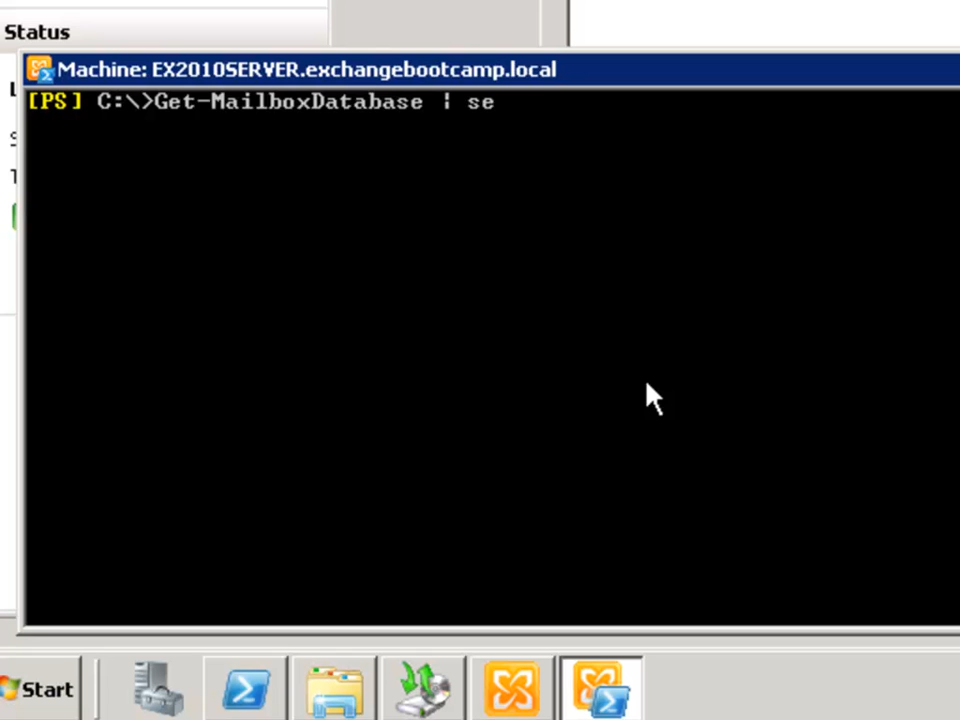 Status
Machine: EX2010SERVER.exchangebootcamp.local
[PS] C:\>Get-MailboxDatabase | se
Start